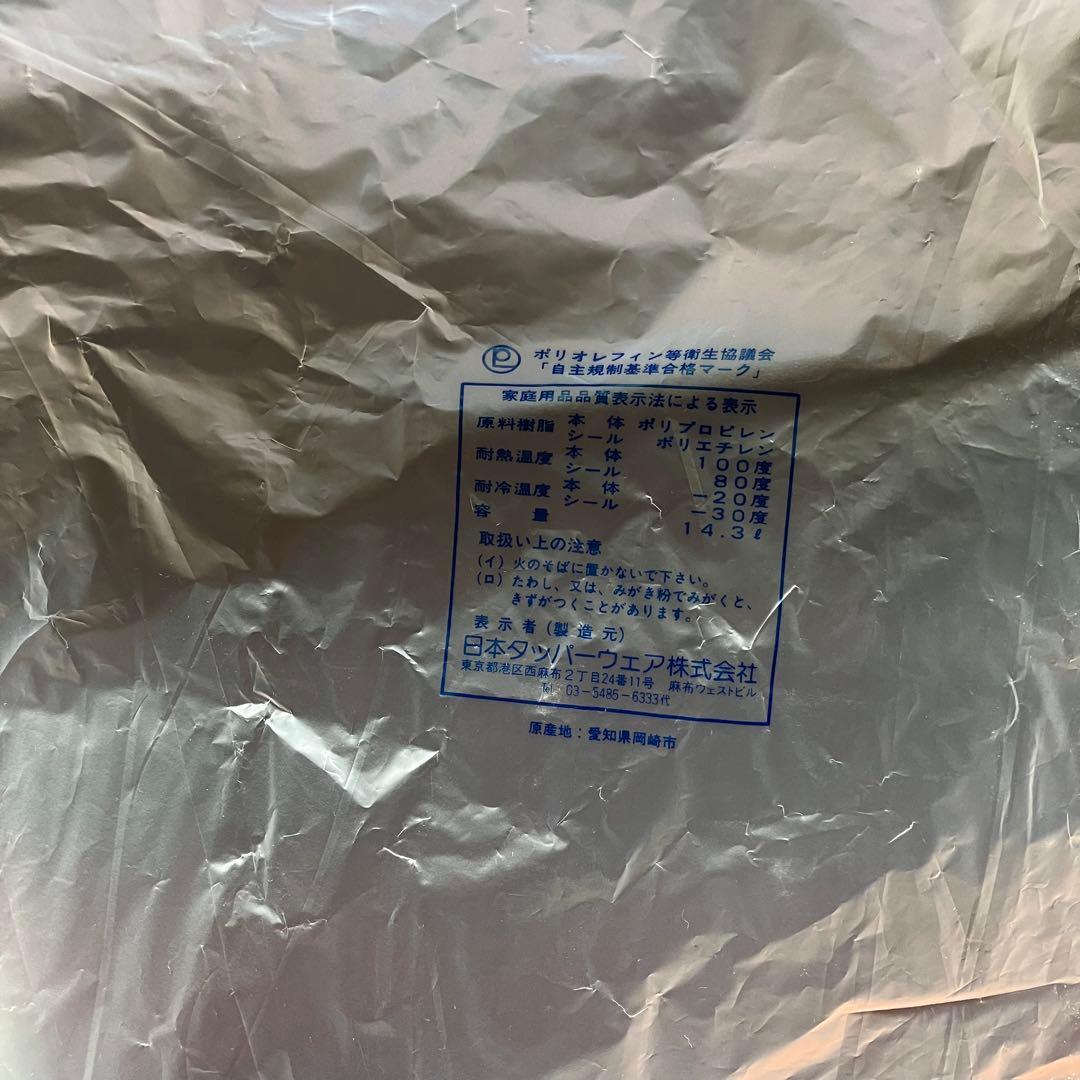 PL ポリオレフィン等衛生協議会
「自主規制基準合格マーク」
家庭用品品質表示法による表示
原料樹脂 本体 ポリプロピレン
シール ポリエチレン
耐熱温度 本体 100度
シール 80度
耐冷温度 本体 −20度
シール −30度
容量 14.3ℓ
取扱い上の注意
(イ) 火のそばに置かないで下さい。
(ロ) たわし、又は、みがき粉でみがくと、
きずがつくことがあります。
表示者(製造元)
日本タッパーウェア株式会社
東京都港区西麻布2丁目24番11号 麻布ウェストビル
Tel 03−5485−6333代
原産地:愛知県岡崎市